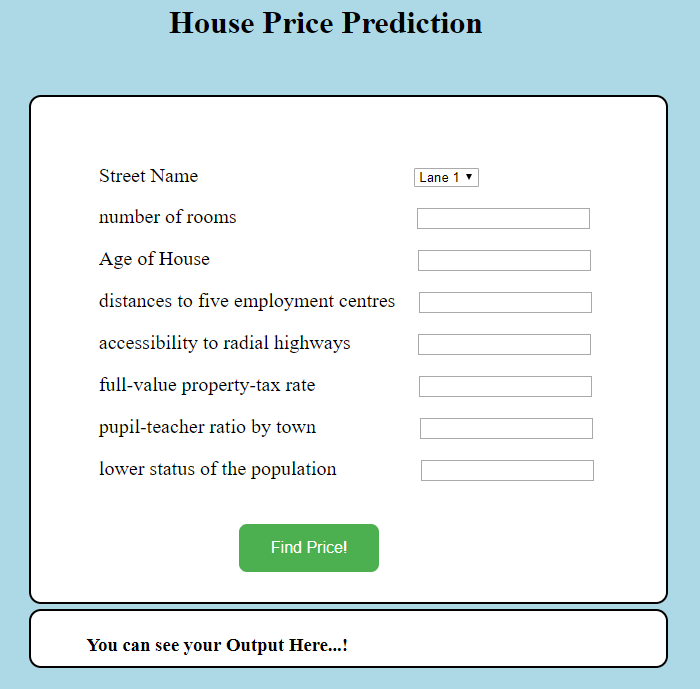 House Price Prediction
Street Name Lane 1
number of rooms
Age of House
distances to five employment centres
accessibility to radial highways
full-value property-tax rate
pupil-teacher ratio by town
lower status of the population
Find Price!
You can see your Output Here...!